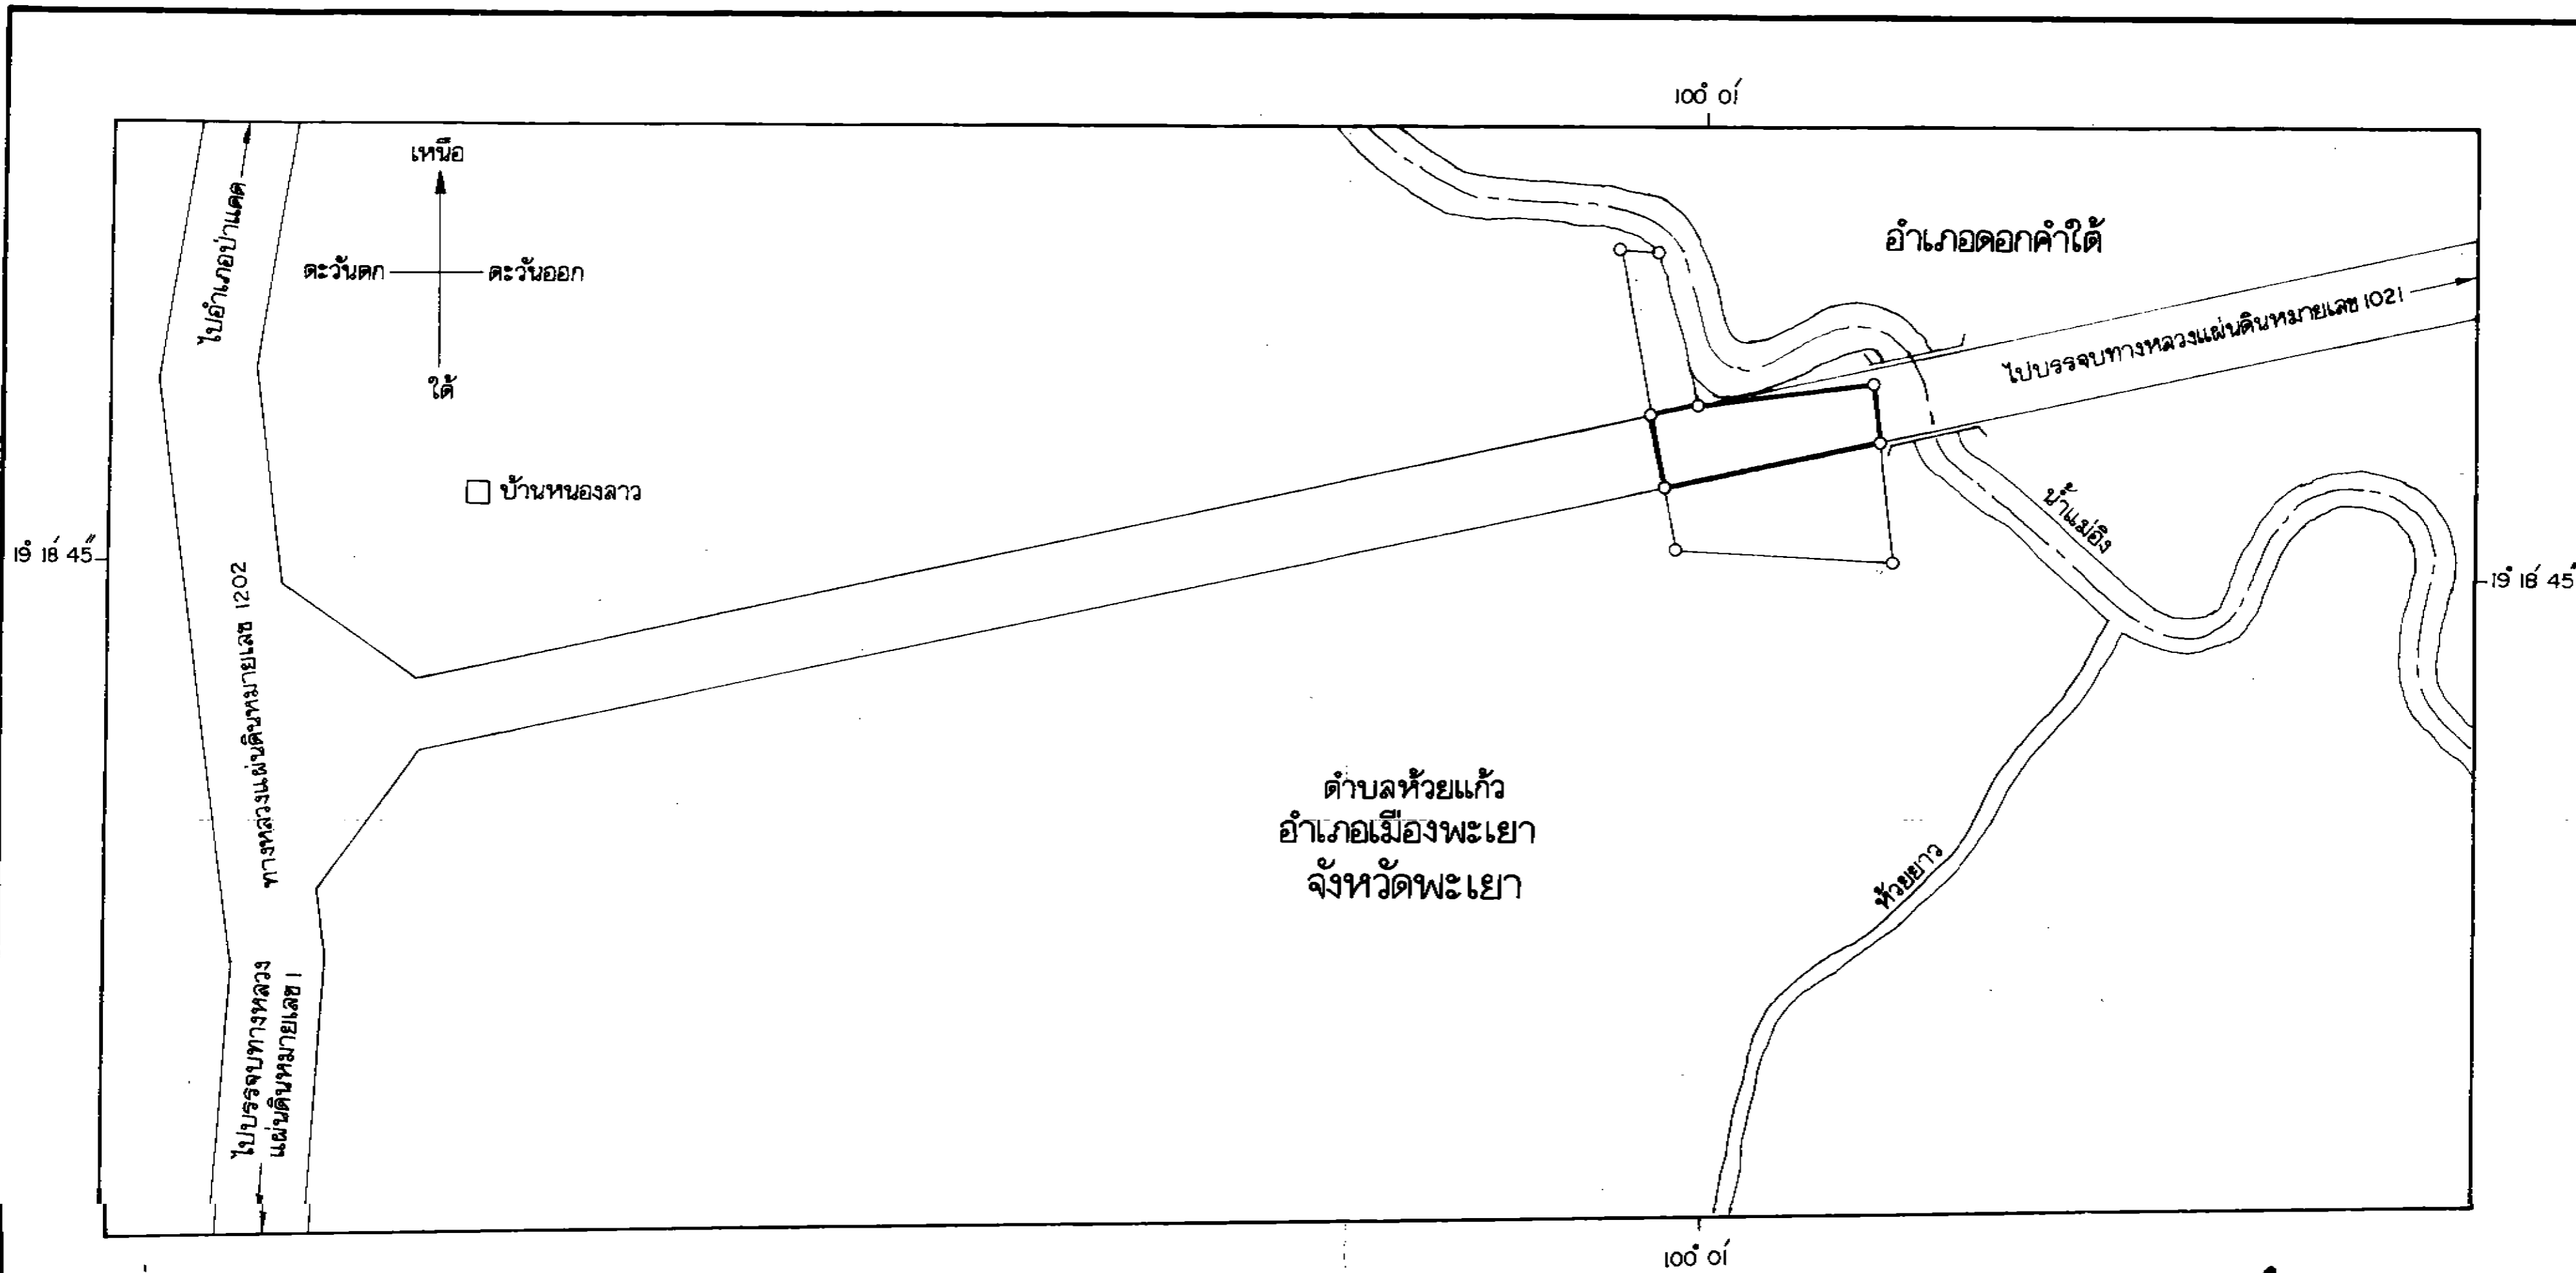 100° 01′
เหนือ
ตะวันตก
ตะวันออก
ใต้
ไปอำเภอป่าแดด
อำเภอดอกคำใต้
ไปบรรจบทางหลวงแผ่นดินหมายเลข 1021
บ้านหนองลาว
น้ำแม่อิง
19° 18′ 45″
19° 18′ 45″
ทางหลวงแผ่นดินหมายเลข 1202
ตำบลห้วยแก้ว
อำเภอเมืองพะเยา
จังหวัดพะเยา
ห้วยยาว
ไปบรรจบทางหลวง
แผ่นดินหมายเลข 1
100° 01′